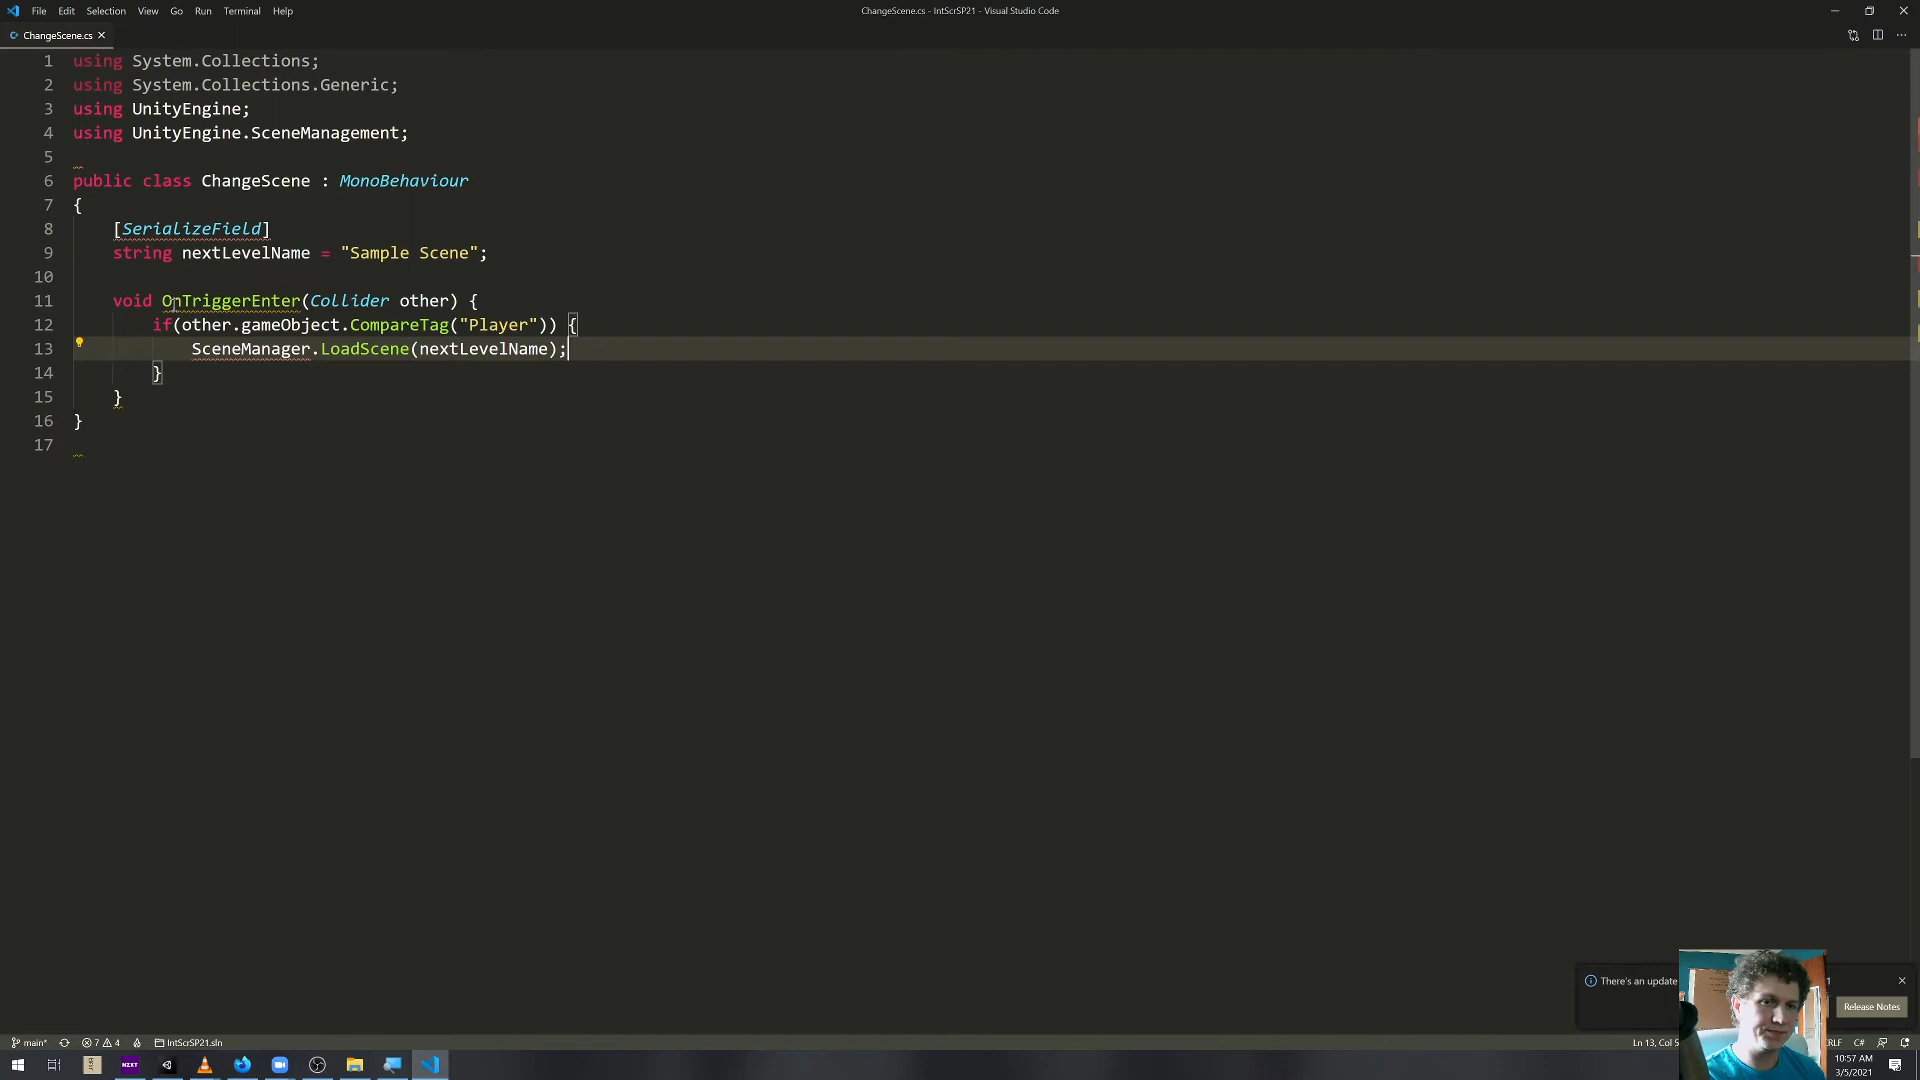 File Edit Selection View Go Run Terminal Help
ChangeScene.cs - IntScrSP21 - Visual Studio Code
ChangeScene.cs
1 using System.Collections;
2 using System.Collections.Generic;
3 using UnityEngine;
4 using UnityEngine.SceneManagement;
5
6 public class ChangeScene : MonoBehaviour
7 {
8 [SerializeField]
9 string nextLevelName = "Sample Scene";
10
11 void OnTriggerEnter(Collider other) {
12 if(other.gameObject.CompareTag("Player")) {
13 SceneManager.LoadScene(nextLevelName);
14 }
15 }
16 }
17
There's an update
Release Notes
main* 7 4 IntScrSP21.sln
Ln 13, Col
CRLF C#
NZXT
10:57 AM
3/5/2021